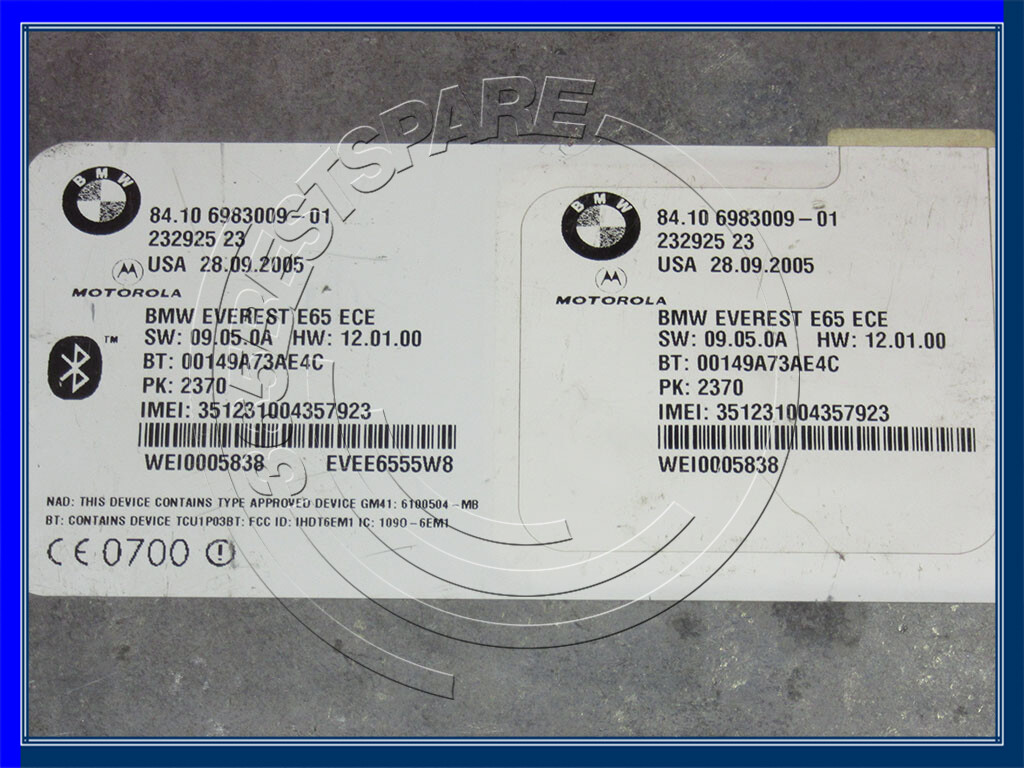 BMW
84.10 6983009-01
232925 23
USA 28.09.2005
MOTOROLA
BMW EVEREST E65 ECE
SW: 09.05.0A HW: 12.01.00
™
BT: 00149A73AE4C
PK: 2370
IMEI: 351231004357923
WEI0005838 EVEE6555W8
NAD: THIS DEVICE CONTAINS TYPE APPROVED DEVICE GM41: 6100504-MB
BT: CONTAINS DEVICE TCU1P03BT: FCC ID: IHDT6EM1 IC: 109O-6EM1
CE 0700
BMW
84.10 6983009-01
232925 23
USA 28.09.2005
MOTOROLA
BMW EVEREST E65 ECE
SW: 09.05.0A HW: 12.01.00
BT: 00149A73AE4C
PK: 2370
IMEI: 351231004357923
WEI0005838
365BESTSPARE